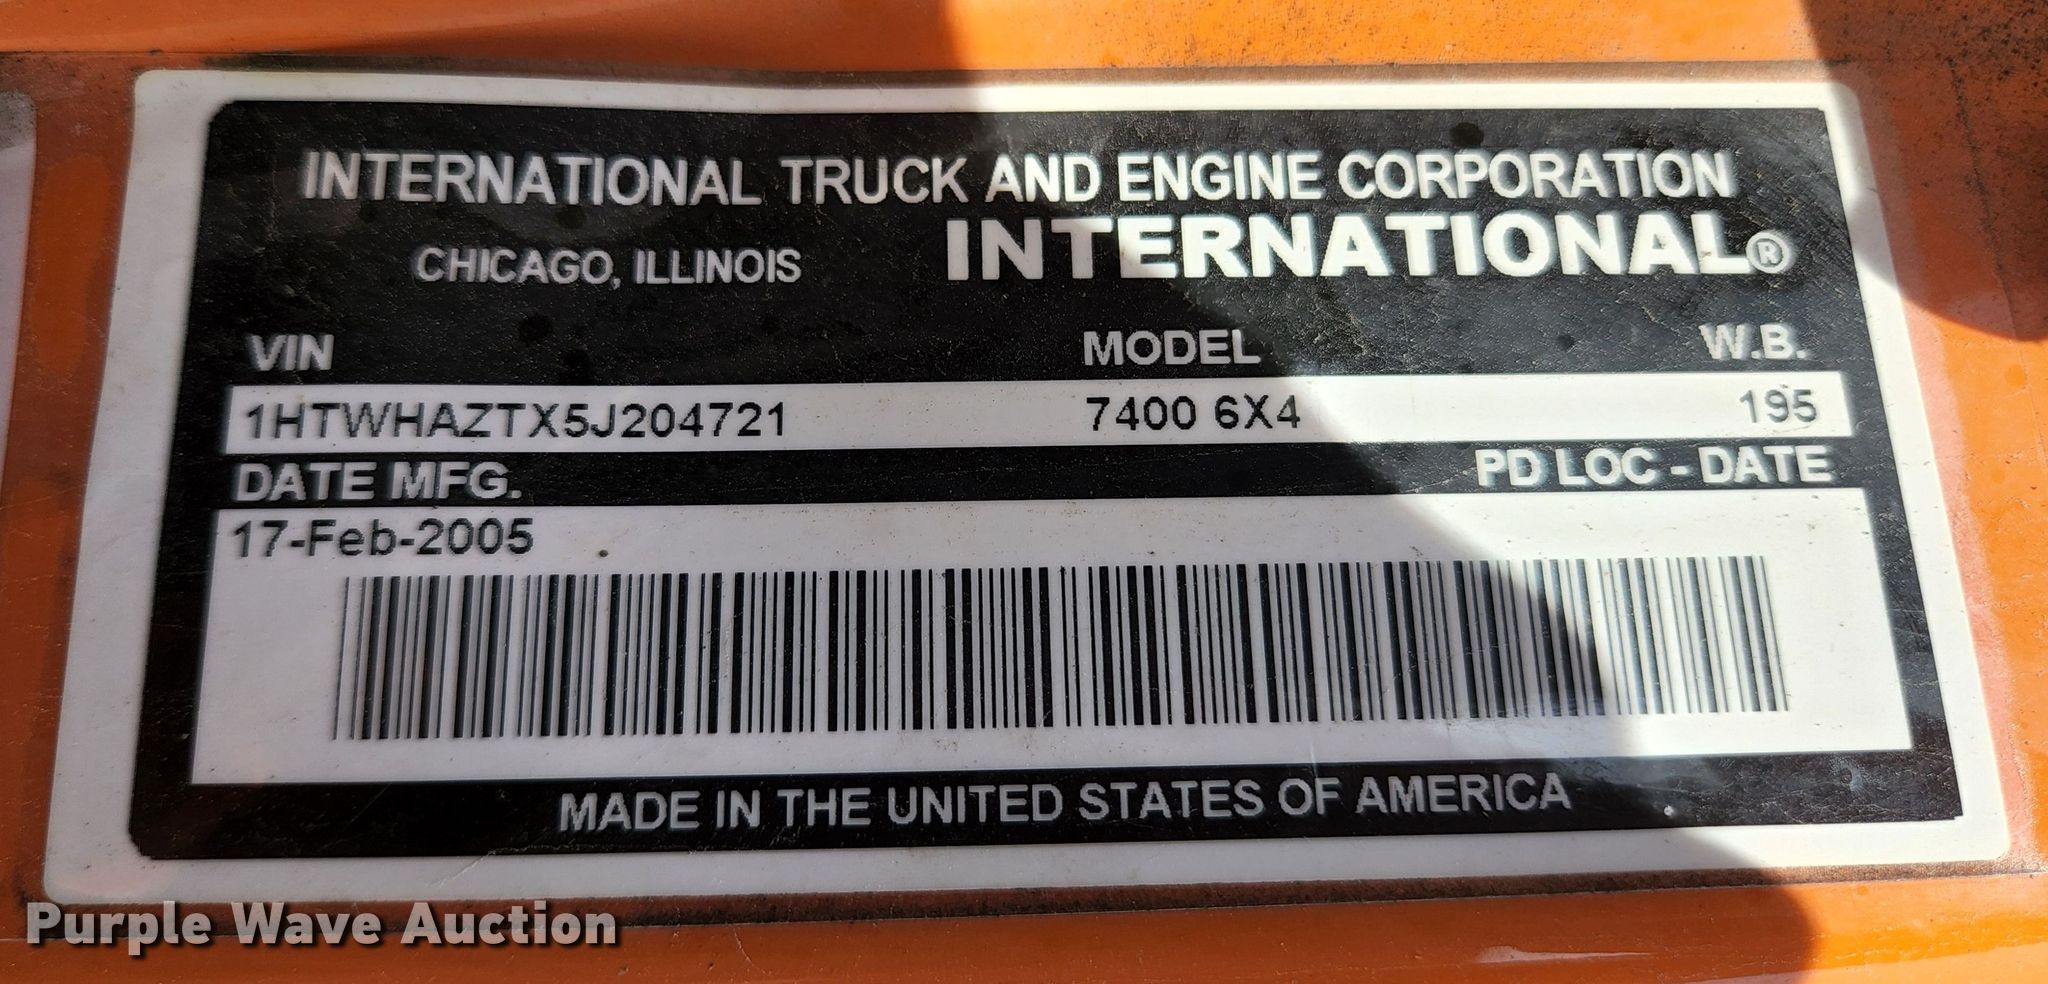 INTERNATIONAL TRUCK AND ENGINE CORPORATION
CHICAGO, ILLINOIS INTERNATIONAL®
VIN MODEL W.B.
1HTWHAZTX5J204721 7400 6X4 195
DATE MFG. PD LOC - DATE
17-Feb-2005
MADE IN THE UNITED STATES OF AMERICA
Purple Wave Auction